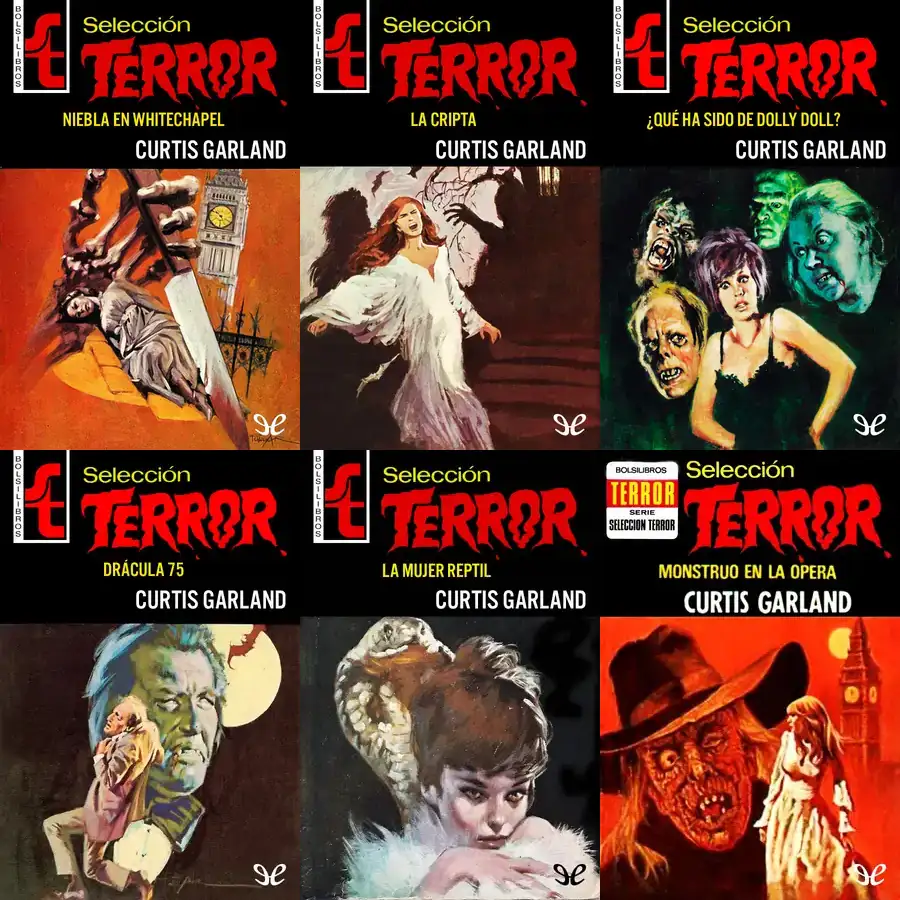 BOLSILIBROS
Selección
TERROR
NIEBLA EN WHITECHAPEL
CURTIS GARLAND
BOLSILIBROS
Selección
TERROR
LA CRIPTA
CURTIS GARLAND
BOLSILIBROS
Selección
TERROR
¿QUÉ HA SIDO DE DOLLY DOLL?
CURTIS GARLAND
BOLSILIBROS
Selección
TERROR
DRÁCULA 75
CURTIS GARLAND
BOLSILIBROS
Selección
TERROR
LA MUJER REPTIL
CURTIS GARLAND
BOLSILIBROS
TERROR
SERIE
SELECCION TERROR
Selección
TERROR
MONSTRUO EN LA OPERA
CURTIS GARLAND